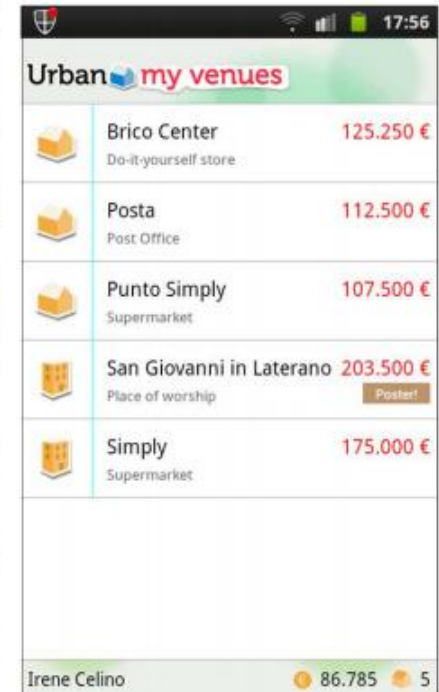 17:56
Urban my venues
Brico Center 125.250 €
Do-it-yourself store
Posta 112.500 €
Post Office
Punto Simply 107.500 €
Supermarket
San Giovanni in Laterano 203.500 €
Place of worship Poster!
Simply 175.000 €
Supermarket
Irene Celino 86.785 5